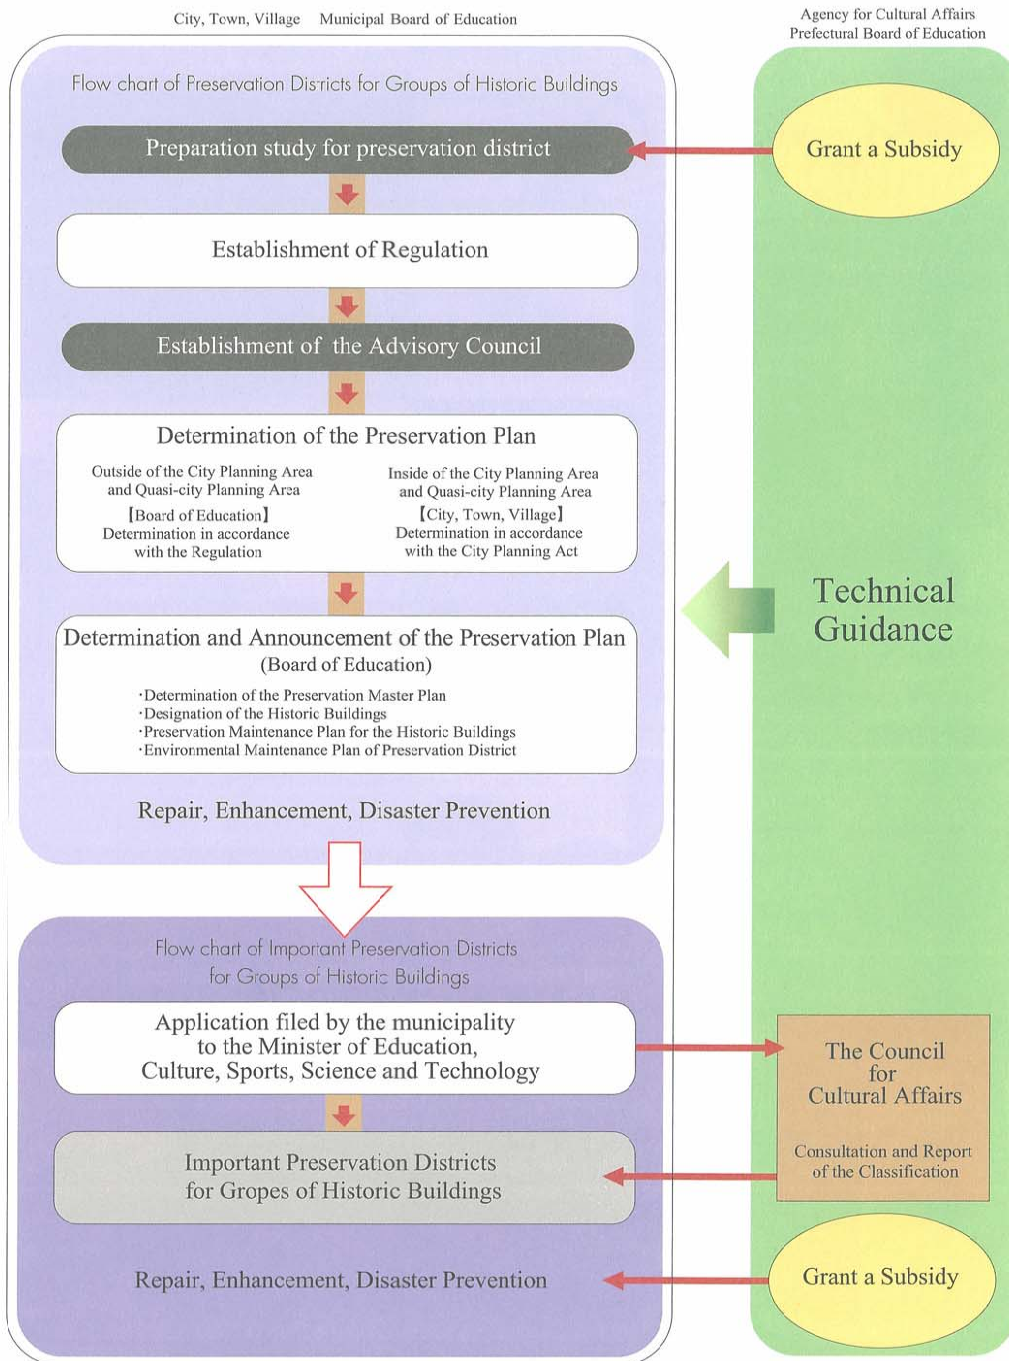 City, Town, Village Municipal Board of Education
Agency for Cultural Affairs
Prefectural Board of Education
Flow chart of Preservation Districts for Groups of Historic Buildings
Preparation study for preservation district
Grant a Subsidy
Establishment of Regulation
Establishment of the Advisory Council
Determination of the Preservation Plan
Outside of the City Planning Area
and Quasi-city Planning Area
【Board of Education】
Determination in accordance
with the Regulation
Inside of the City Planning Area
and Quasi-city Planning Area
【City, Town, Village】
Determination in accordance
with the City Planning Act
Technical
Guidance
Determination and Announcement of the Preservation Plan
(Board of Education)
・Determination of the Preservation Master Plan
・Designation of the Historic Buildings
・Preservation Maintenance Plan for the Historic Buildings
・Environmental Maintenance Plan of Preservation District
Repair, Enhancement, Disaster Prevention
Flow chart of Important Preservation Districts
for Groups of Historic Buildings
Application filed by the municipality
to the Minister of Education,
Culture, Sports, Science and Technology
The Council
for
Cultural Affairs
Consultation and Report
of the Classification
Important Preservation Districts
for Gropes of Historic Buildings
Repair, Enhancement, Disaster Prevention
Grant a Subsidy